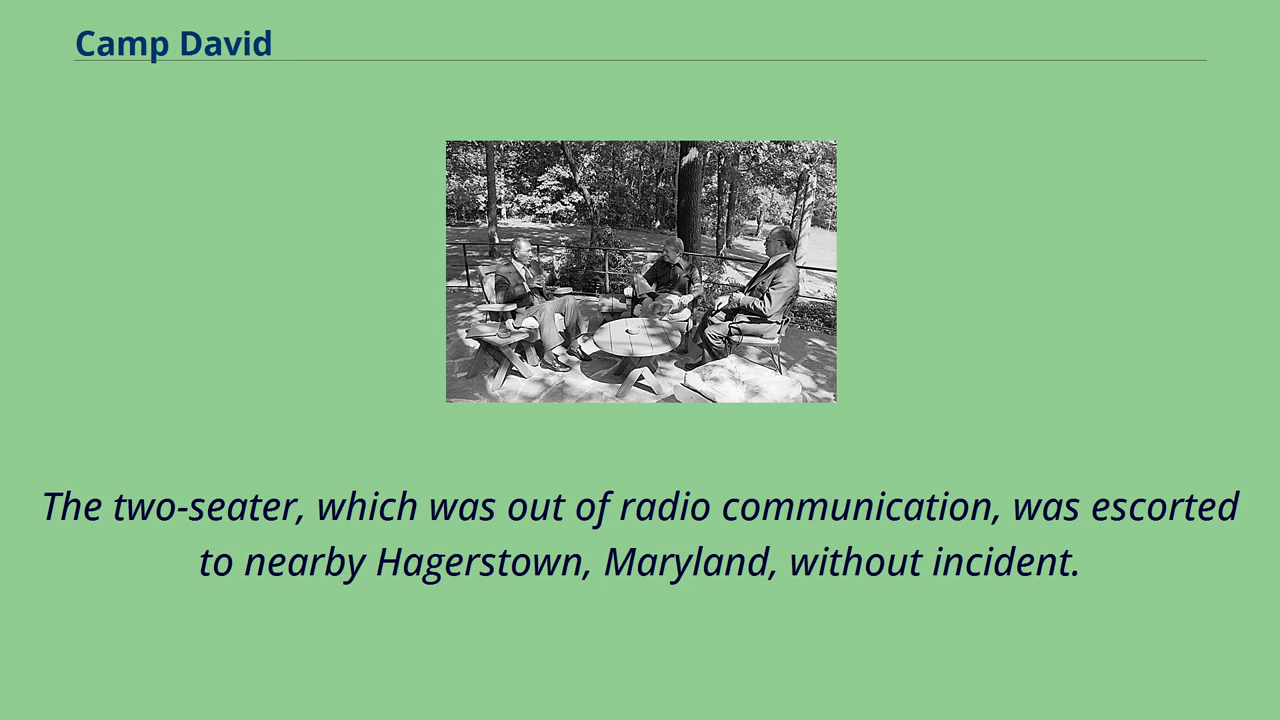 Camp David
The two-seater, which was out of radio communication, was escorted
to nearby Hagerstown, Maryland, without incident.